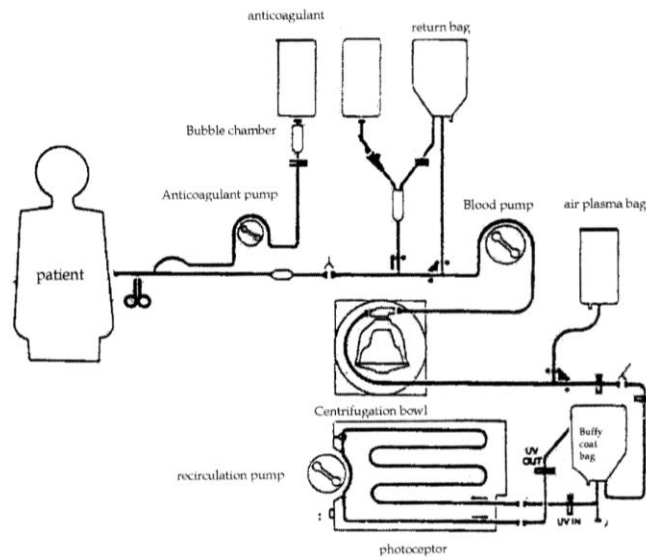 anticoagulant
return bag
Bubble chamber
Anticoagulant pump
Blood pump
air plasma bag
patient
Centrifugation bowl
Buffy
coat
bag
UV
OUT
recirculation pump
UV IN
photoceptor